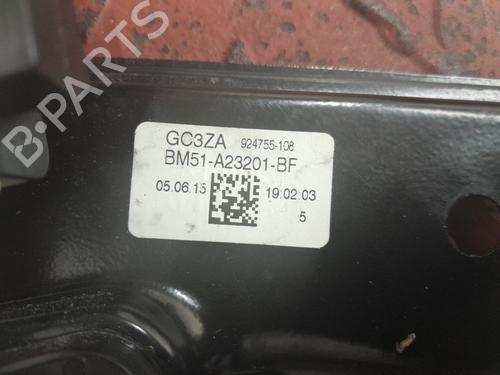 B-PARTS
GC3ZA 924755-106
BM51-A23201-BF
05.06.15 19:02:03
5